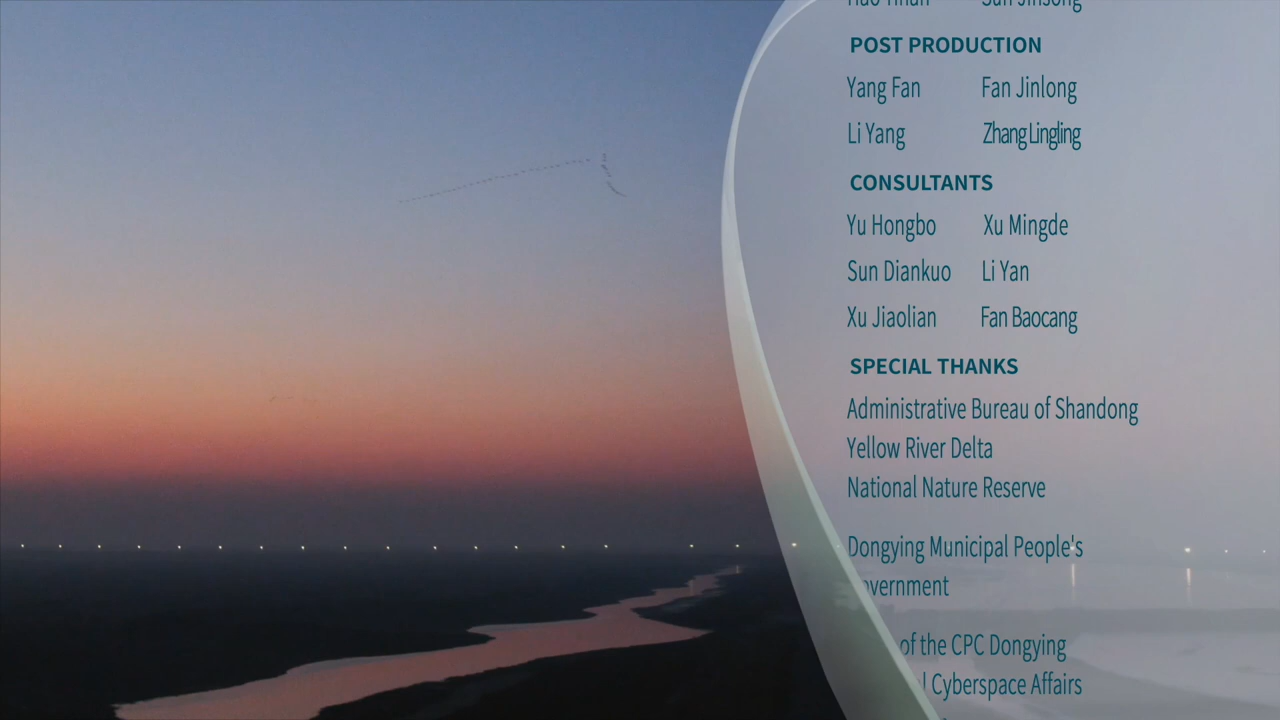 POST PRODUCTION
Yang Fan Fan Jinlong
Li Yang Zhang Lingling
CONSULTANTS
Yu Hongbo Xu Mingde
Sun Diankuo Li Yan
Xu Jiaolian Fan Baocang
SPECIAL THANKS
Administrative Bureau of Shandong
Yellow River Delta
National Nature Reserve
Dongying Municipal People's
of the CPC Dongying
Cyberspace Affairs